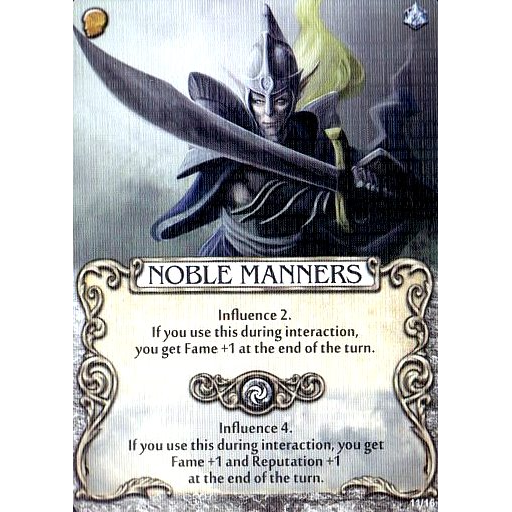 NOBLE MANNERS
Influence 2.
If you use this during interaction,
you get Fame +1 at the end of the turn.
Influence 4.
If you use this during interaction, you get
Fame +1 and Reputation +1
at the end of the turn.
11/16